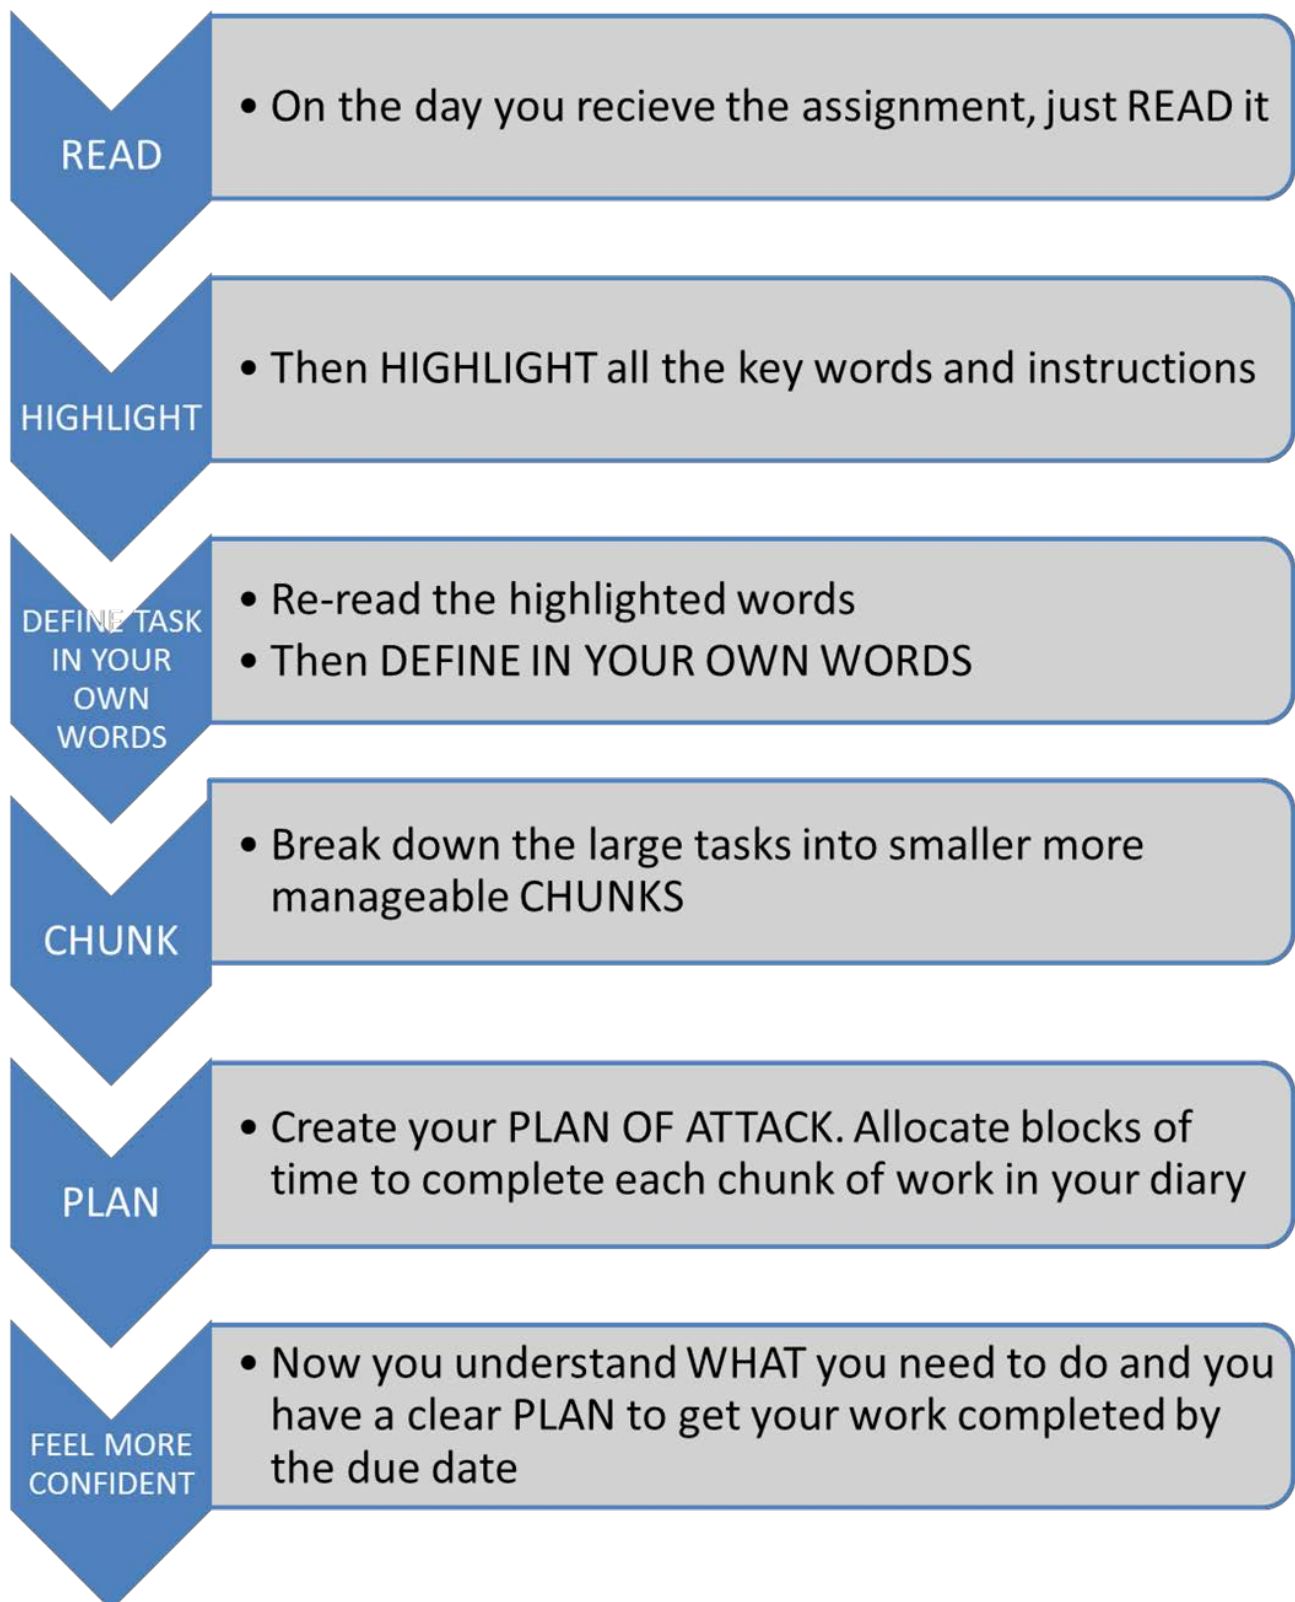 READ
• On the day you recieve the assignment, just READ it
HIGHLIGHT
• Then HIGHLIGHT all the key words and instructions
DEFINE TASK
IN YOUR
OWN
WORDS
• Re-read the highlighted words
• Then DEFINE IN YOUR OWN WORDS
CHUNK
• Break down the large tasks into smaller more
manageable CHUNKS
PLAN
• Create your PLAN OF ATTACK. Allocate blocks of
time to complete each chunk of work in your diary
FEEL MORE
CONFIDENT
• Now you understand WHAT you need to do and you
have a clear PLAN to get your work completed by
the due date